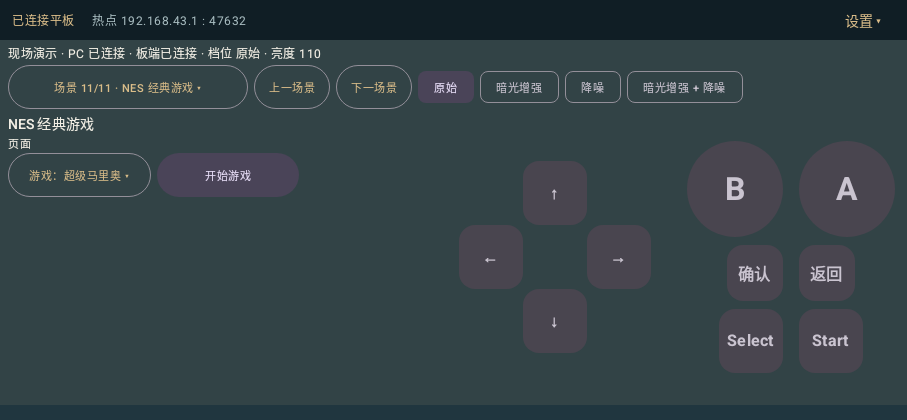 已连接平板 热点 192.168.43.1 : 47632 设置 ▾
现场演示 · PC 已连接 · 板端已连接 · 档位 原始 · 亮度 110
场景 11/11 · NES 经典游戏 ▾ 上一场景 下一场景 原始 暗光增强 降噪 暗光增强 + 降噪
NES 经典游戏
页面
游戏：超级马里奥 ▾ 开始游戏
↑
B A
← →
确认 返回
↓
Select Start